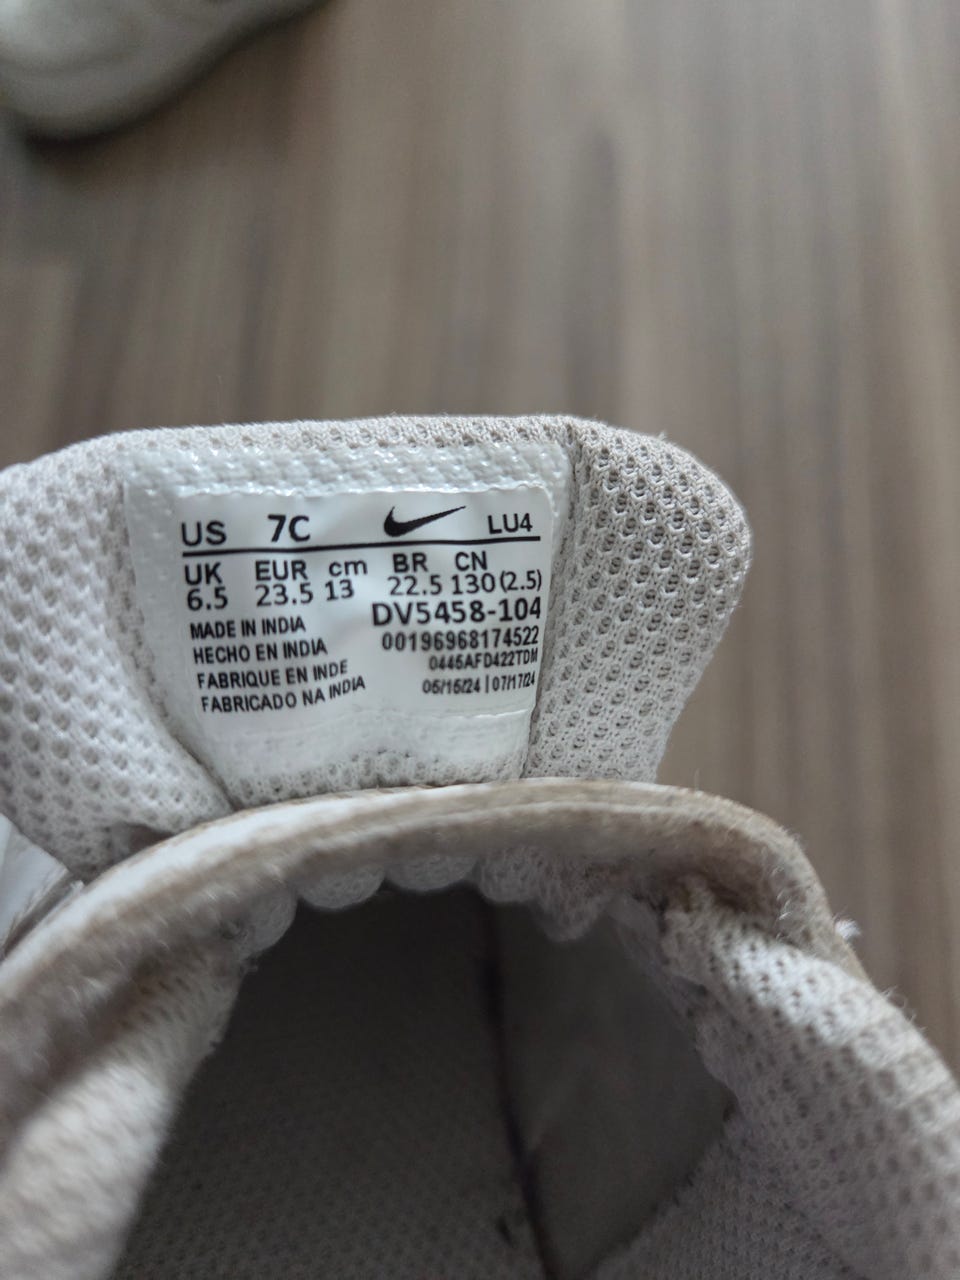 US 7C LU4
UK EUR cm BR CN
6.5 23.5 13 22.5 130 (2.5)
DV5458-104
MADE IN INDIA
00196968174522
HECHO EN INDIA
0445AFD422TDM
FABRIQUE EN INDE
05/15/24 | 07/17/24
FABRICADO NA INDIA